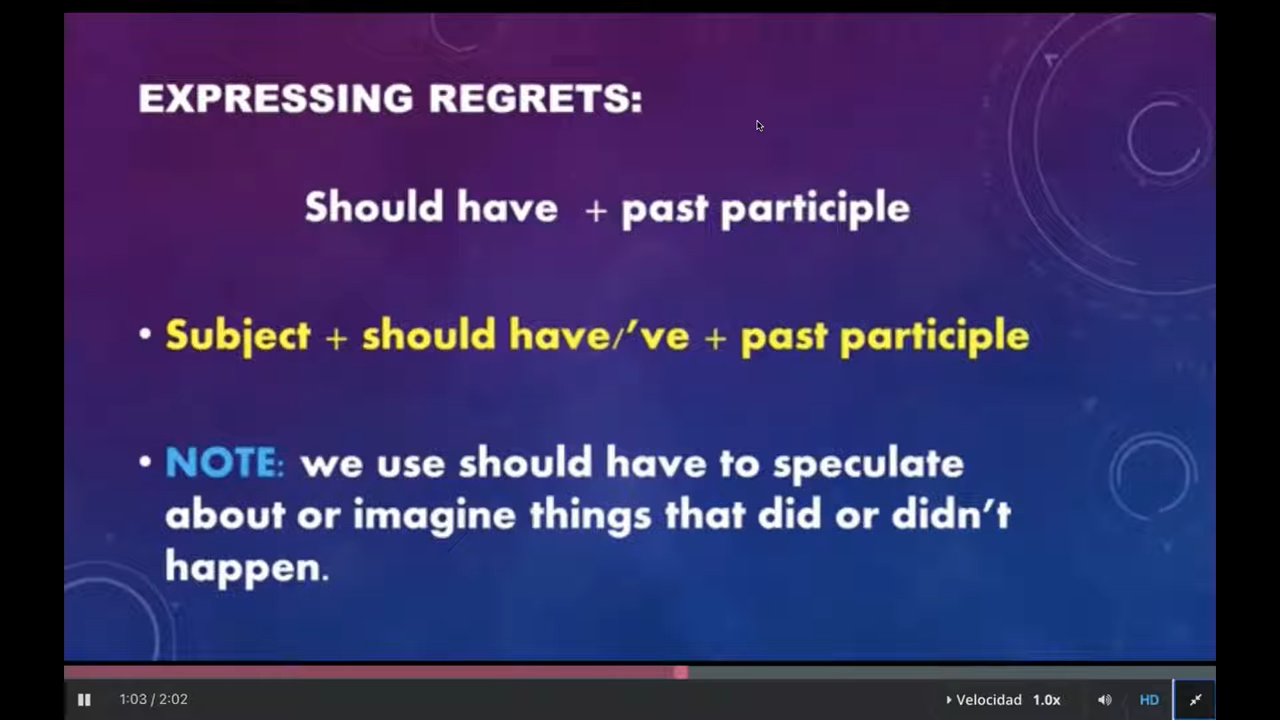 EXPRESSING REGRETS:
Should have + past participle
• Subject + should have/’ve + past participle
• NOTE: we use should have to speculate
about or imagine things that did or didn’t
happen.
1:03 / 2:02
Velocidad 1.0x
HD